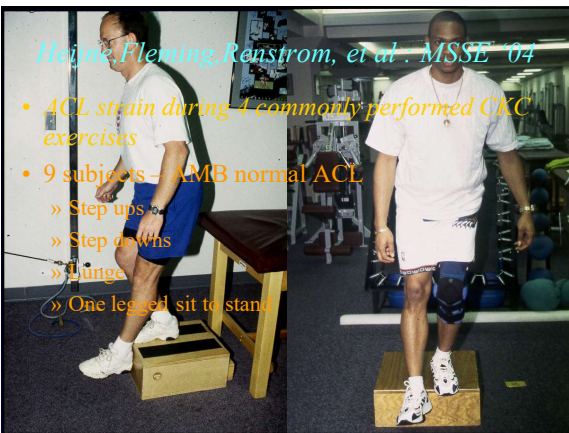 Heijne,Fleming,Renstrom, et al : MSSE ‘04
• ACL strain during 4 commonly performed CKC
exercises
• 9 subjects – AMB normal ACL
» Step ups
» Step downs
» Lunge
» One legged sit to stand